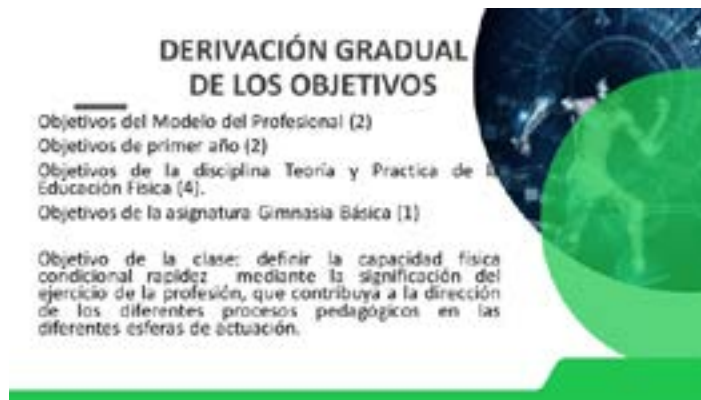 DERIVACIÓN GRADUAL
DE LOS OBJETIVOS
Objetivos del Modelo del Profesional (2)
Objetivos de primer año (2)
Objetivos de la disciplina Teoría y Practica de la
Educación Física (4).
Objetivos de la asignatura Gimnasia Básica (1)
Objetivo de la clase: definir la capacidad física
condicional rapidez mediante la significación del
ejercicio de la profesión, que contribuya a la dirección
de los diferentes procesos pedagógicos en las
diferentes esferas de actuación.